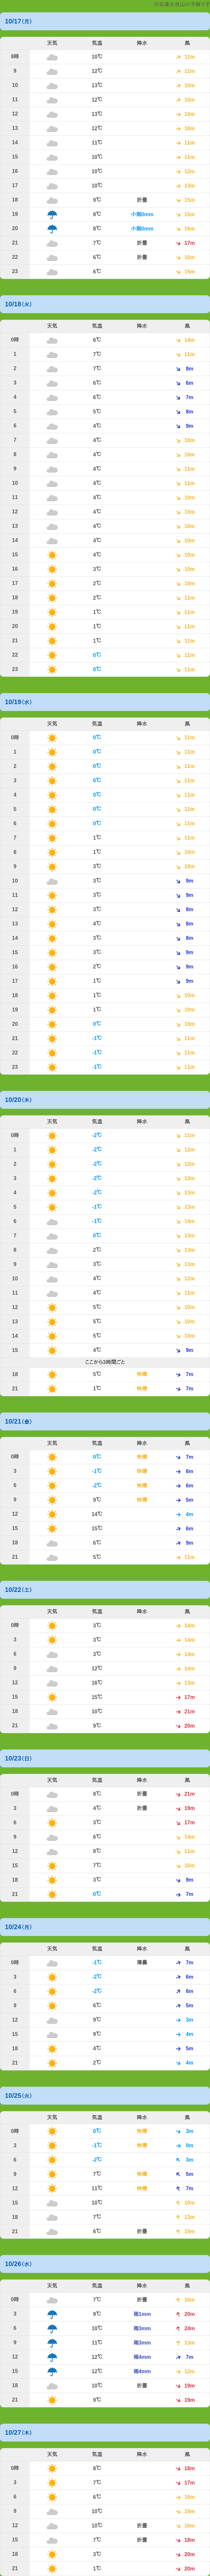 ※安達太良山の予報です
10/17(月)
天気 気温 降水 風
8時 10℃ 11m
9 12℃ 11m
10 13℃ 10m
11 12℃ 10m
12 13℃ 10m
13 12℃ 10m
14 11℃ 11m
15 10℃ 11m
16 10℃ 12m
17 10℃ 13m
18 9℃ 折曇 15m
19 8℃ 小雨0mm 15m
20 8℃ 小雨0mm 16m
21 7℃ 折曇 17m
22 6℃ 折曇 16m
23 6℃ 15m
10/18(火)
天気 気温 降水 風
0時 6℃ 14m
1 7℃ 11m
2 7℃ 8m
3 6℃ 6m
4 6℃ 7m
5 5℃ 8m
6 4℃ 9m
7 4℃ 10m
8 4℃ 10m
9 4℃ 11m
10 4℃ 11m
11 4℃ 10m
12 4℃ 10m
13 4℃ 10m
14 4℃ 10m
15 4℃ 10m
16 3℃ 10m
17 2℃ 10m
18 2℃ 11m
19 1℃ 11m
20 1℃ 11m
21 1℃ 11m
22 0℃ 11m
23 0℃ 11m
10/19(水)
天気 気温 降水 風
0時 0℃ 11m
1 0℃ 11m
2 0℃ 11m
3 0℃ 11m
4 0℃ 11m
5 0℃ 11m
6 0℃ 11m
7 1℃ 11m
8 1℃ 10m
9 3℃ 10m
10 3℃ 9m
11 3℃ 9m
12 3℃ 8m
13 4℃ 8m
14 3℃ 8m
15 3℃ 9m
16 2℃ 9m
17 1℃ 9m
18 1℃ 10m
19 1℃ 10m
20 0℃ 10m
21 -1℃ 11m
22 -1℃ 11m
23 -1℃ 11m
10/20(木)
天気 気温 降水 風
0時 -2℃ 11m
1 -2℃ 12m
2 -2℃ 12m
3 -2℃ 13m
4 -2℃ 13m
5 -1℃ 13m
6 -1℃ 14m
7 0℃ 13m
8 2℃ 13m
9 3℃ 13m
10 4℃ 12m
11 4℃ 11m
12 5℃ 10m
13 5℃ 10m
14 5℃ 10m
15 4℃ 9m
ここから3時間ごと
18 5℃ 快晴 7m
21 1℃ 快晴 7m
10/21(金)
天気 気温 降水 風
0時 0℃ 快晴 7m
3 -1℃ 快晴 6m
6 -2℃ 快晴 6m
9 9℃ 快晴 5m
12 14℃ 4m
15 15℃ 6m
18 6℃ 9m
21 5℃ 11m
10/22(土)
天気 気温 降水 風
0時 3℃ 14m
3 3℃ 14m
6 3℃ 14m
9 12℃ 14m
12 16℃ 13m
15 15℃ 17m
18 10℃ 21m
21 9℃ 20m
10/23(日)
天気 気温 降水 風
0時 8℃ 折曇 21m
3 4℃ 折曇 19m
6 3℃ 17m
9 6℃ 14m
12 8℃ 11m
15 7℃ 10m
18 3℃ 9m
21 0℃ 7m
10/24(月)
天気 気温 降水 風
0時 -1℃ 薄曇 7m
3 -2℃ 6m
6 -2℃ 6m
9 6℃ 5m
12 9℃ 3m
15 9℃ 4m
18 4℃ 5m
21 2℃ 4m
10/25(火)
天気 気温 降水 風
0時 0℃ 快晴 3m
3 -1℃ 快晴 0m
6 -2℃ 3m
9 7℃ 快晴 5m
12 11℃ 快晴 7m
15 10℃ 10m
18 7℃ 13m
21 6℃ 折曇 15m
10/26(水)
天気 気温 降水 風
0時 7℃ 折曇 16m
3 9℃ 雨1mm 20m
6 10℃ 雨3mm 24m
9 11℃ 雨3mm 13m
12 12℃ 雨4mm 7m
15 12℃ 雨4mm 12m
18 10℃ 折曇 19m
21 9℃ 19m
10/27(木)
天気 気温 降水 風
0時 8℃ 18m
3 7℃ 17m
6 6℃ 16m
9 10℃ 15m
12 10℃ 折曇 16m
15 7℃ 折曇 18m
18 3℃ 20m
21 1℃ 20m